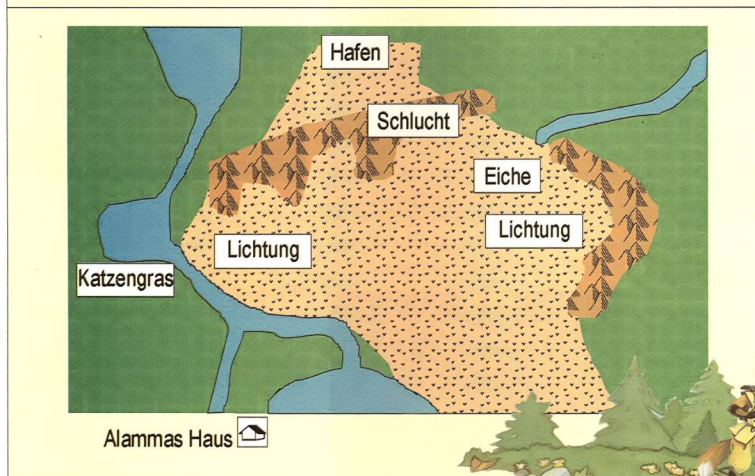 Hafen
Schlucht
Eiche
Lichtung
Lichtung
Katzengras
Alammas Haus